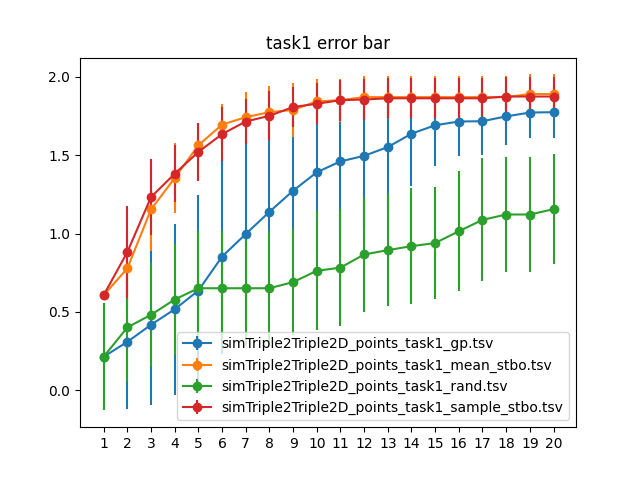 task1 error bar
2.0
1.5
1.0
0.5
0.0
simTriple2Triple2D_points_task1_gp.tsv
simTriple2Triple2D_points_task1_mean_stbo.tsv
simTriple2Triple2D_points_task1_rand.tsv
simTriple2Triple2D_points_task1_sample_stbo.tsv
1 2 3 4 5 6 7 8 9 10 11 12 13 14 15 16 17 18 19 20